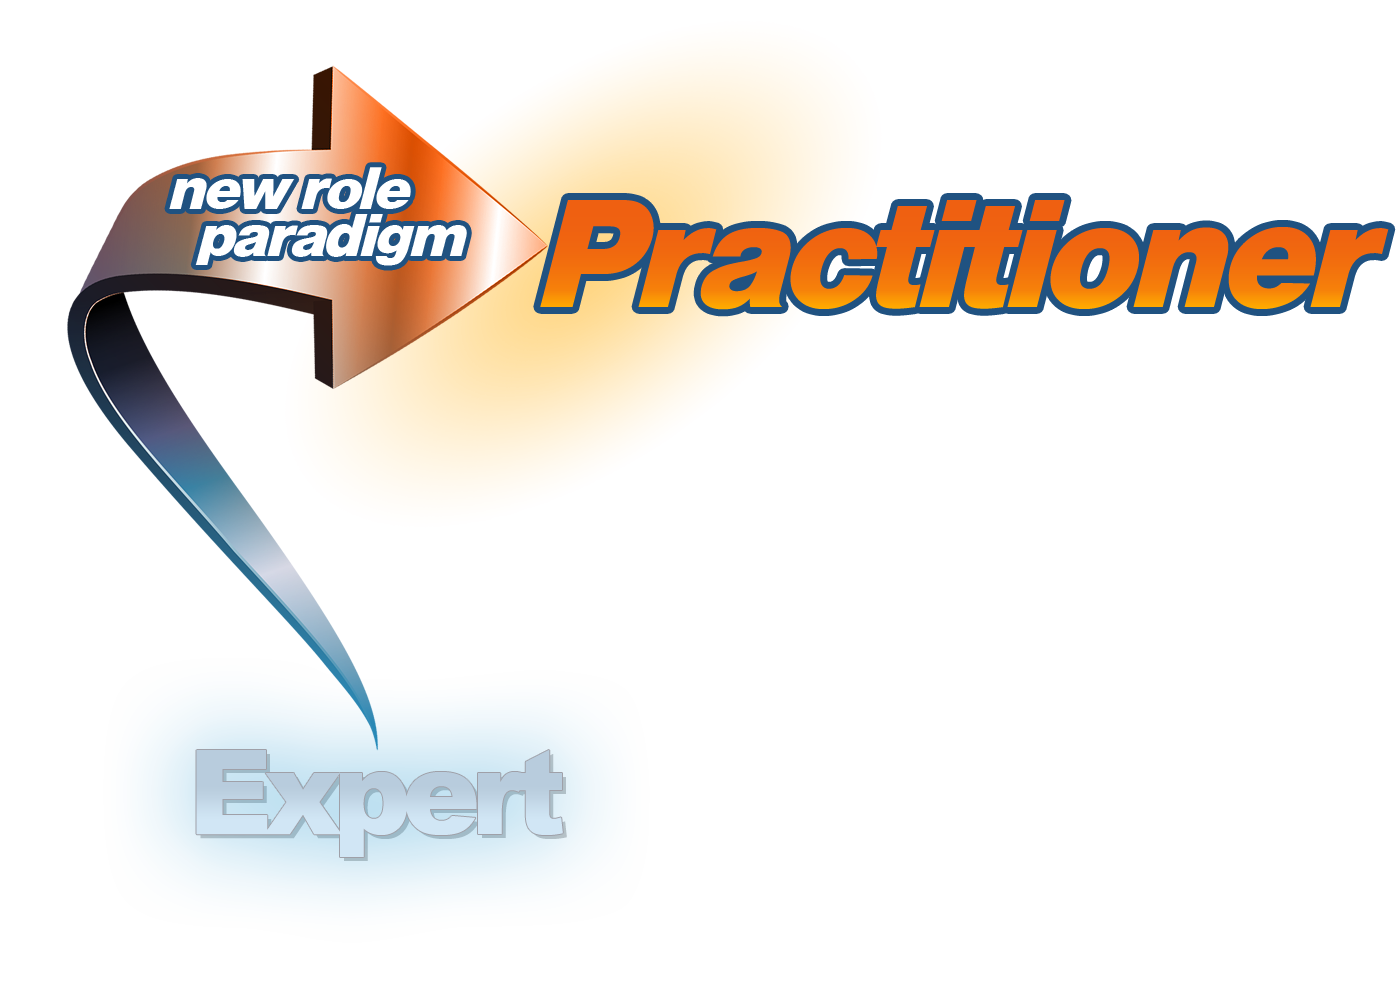 new role
paradigm
Practitioner
Expert